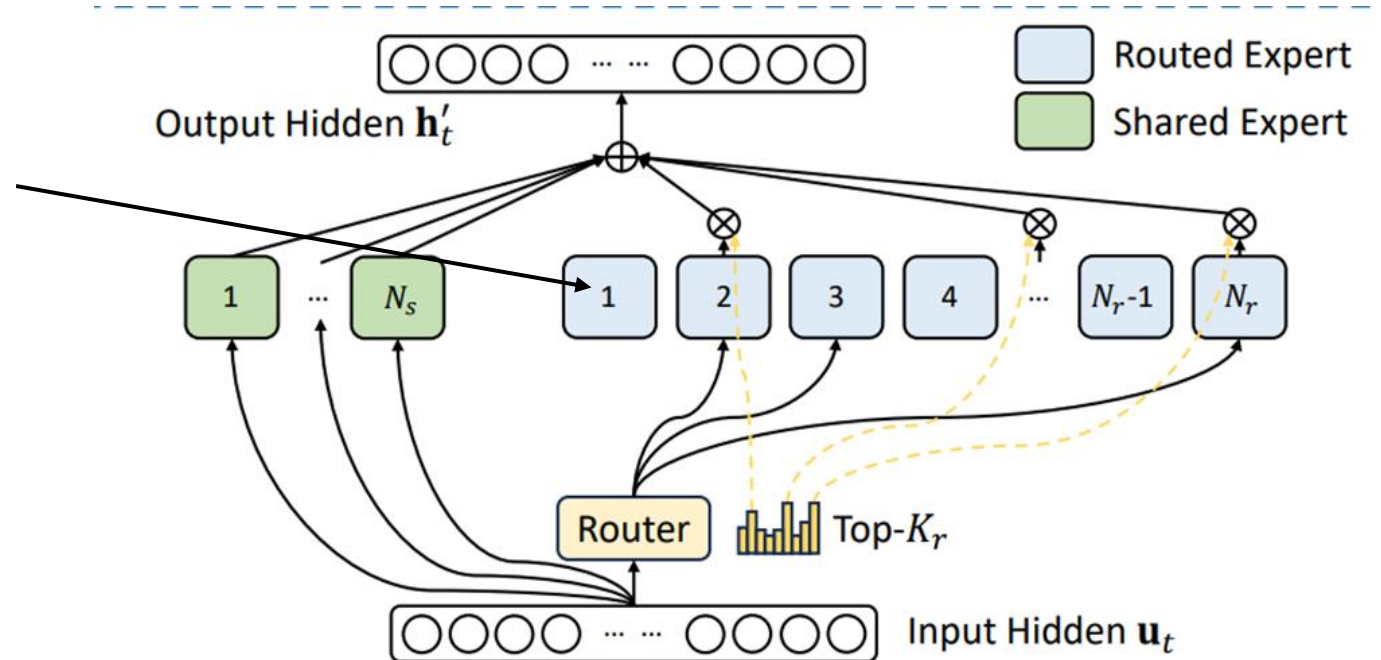 ... ...
Routed Expert
Output Hidden 𝐡′ₜ
Shared Expert
1 ... Nₛ 1 2 3 4 ... Nᵣ-1 Nᵣ
Router
Top-Kᵣ
... ...
Input Hidden 𝐮ₜ